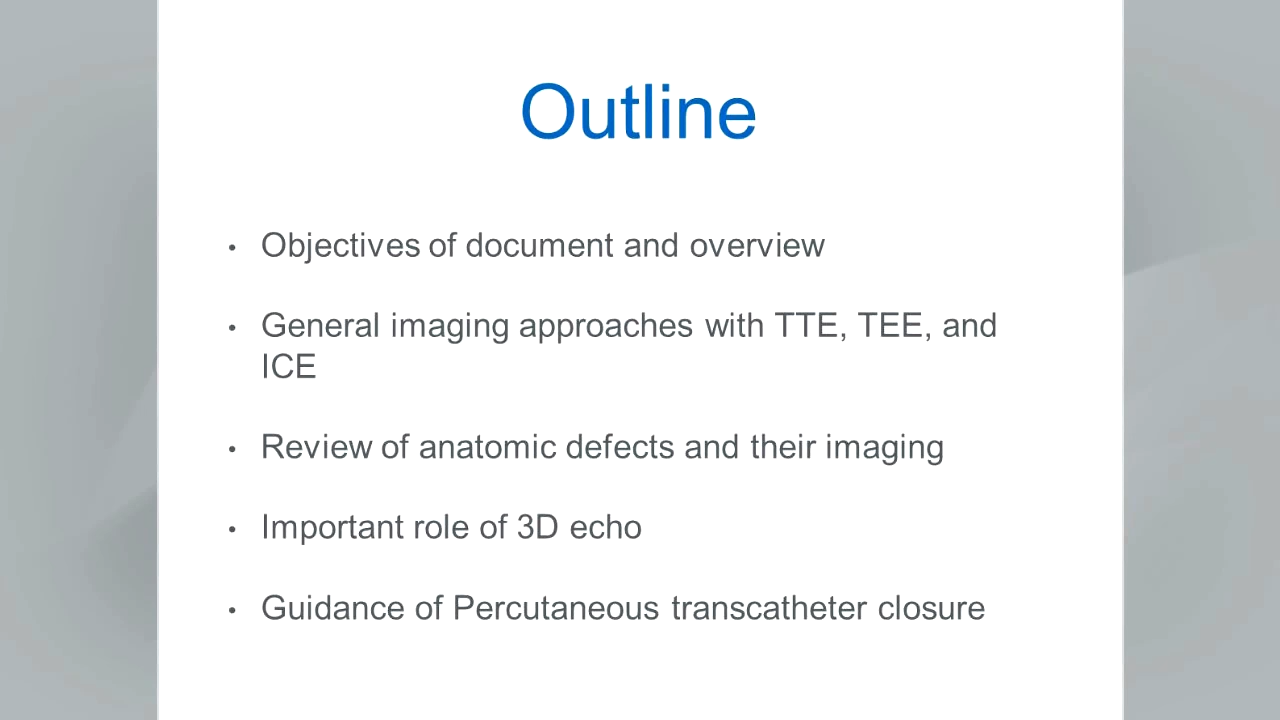 Outline
• Objectives of document and overview
• General imaging approaches with TTE, TEE, and
ICE
• Review of anatomic defects and their imaging
• Important role of 3D echo
• Guidance of Percutaneous transcatheter closure